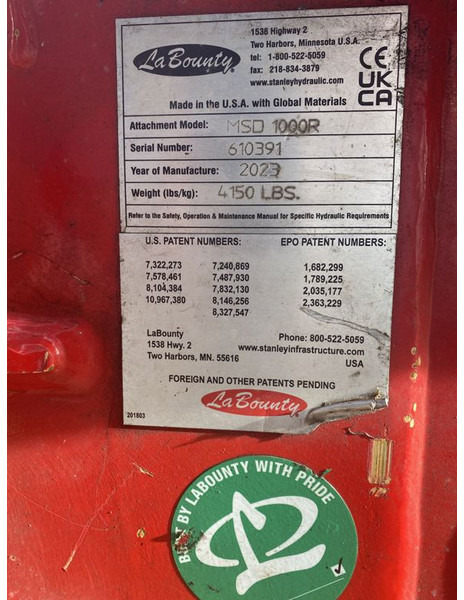 LaBounty
1538 Highway 2
Two Harbors, Minnesota U.S.A.
tel: 1-800-522-5059
fax: 218-834-3879
www.stanleyhydraulic.com
CE
UK
CA
Made in the U.S.A. with Global Materials
Attachment Model: MSD 1000R
Serial Number: 610391
Year of Manufacture: 2023
Weight (lbs/kg): 4150 LBS.
Refer to the Safety, Operation & Maintenance Manual for Specific Hydraulic Requirements
U.S. PATENT NUMBERS: EPO PATENT NUMBERS:
7,322,273 7,240,869 1,682,299
7,578,461 7,487,930 1,789,225
8,104,384 7,832,130 2,035,177
10,967,380 8,146,256 2,363,229
8,327,547
LaBounty Phone: 800-522-5059
1538 Hwy. 2 www.stanleyinfrastructure.com
Two Harbors, MN. 55616 USA
FOREIGN AND OTHER PATENTS PENDING
LaBounty
201803
BUILT BY LABOUNTY WITH PRIDE